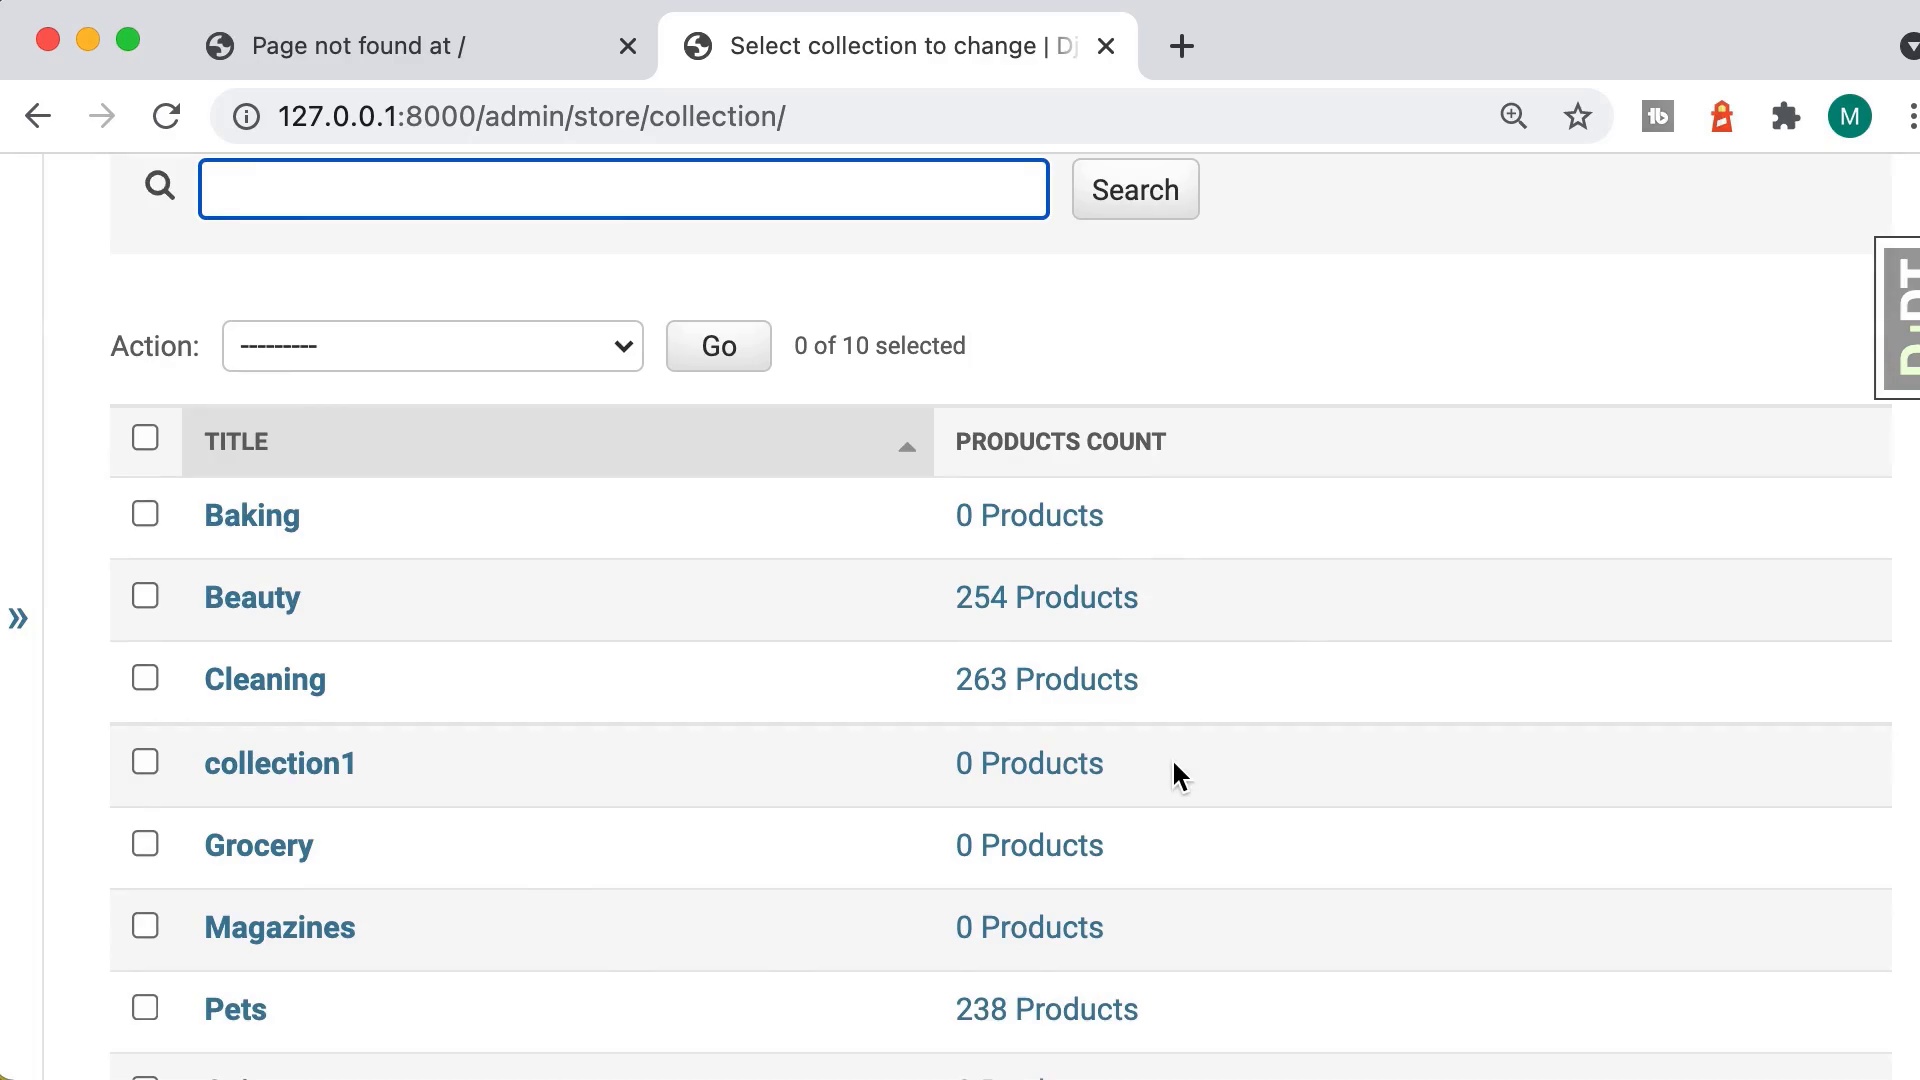 Page not found at /
Select collection to change | Dj
127.0.0.1:8000/admin/store/collection/
M
Search
Action: --------- Go 0 of 10 selected
DjDT
TITLE PRODUCTS COUNT
Baking 0 Products
Beauty 254 Products
Cleaning 263 Products
collection1 0 Products
Grocery 0 Products
Magazines 0 Products
Pets 238 Products